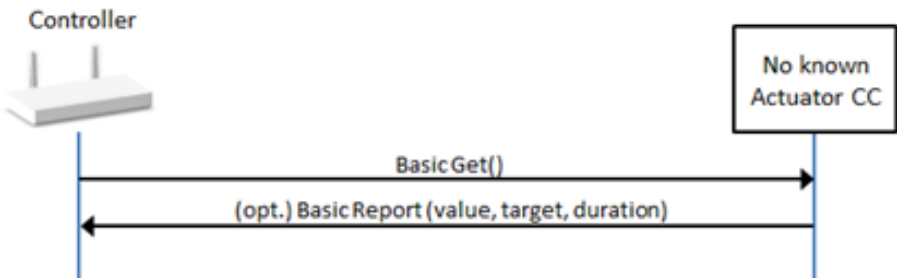 Controller
No known
Actuator CC
Basic Get()
(opt.) Basic Report (value, target, duration)